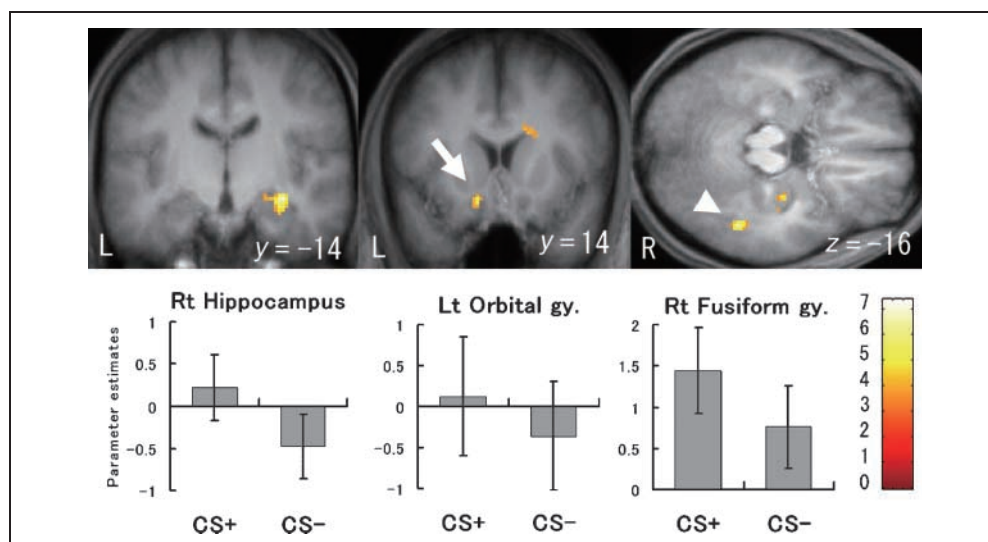 L
y = −14
L
y = 14
R
z = −16
Rt Hippocampus
Parameter estimates
1
0.5
0
-0.5
-1
CS+
CS−
Lt Orbital gy.
1
0.5
0
-0.5
-1
CS+
CS−
Rt Fusiform gy.
2
1.5
1
0.5
0
CS+
CS−
7
6
5
4
3
2
1
0